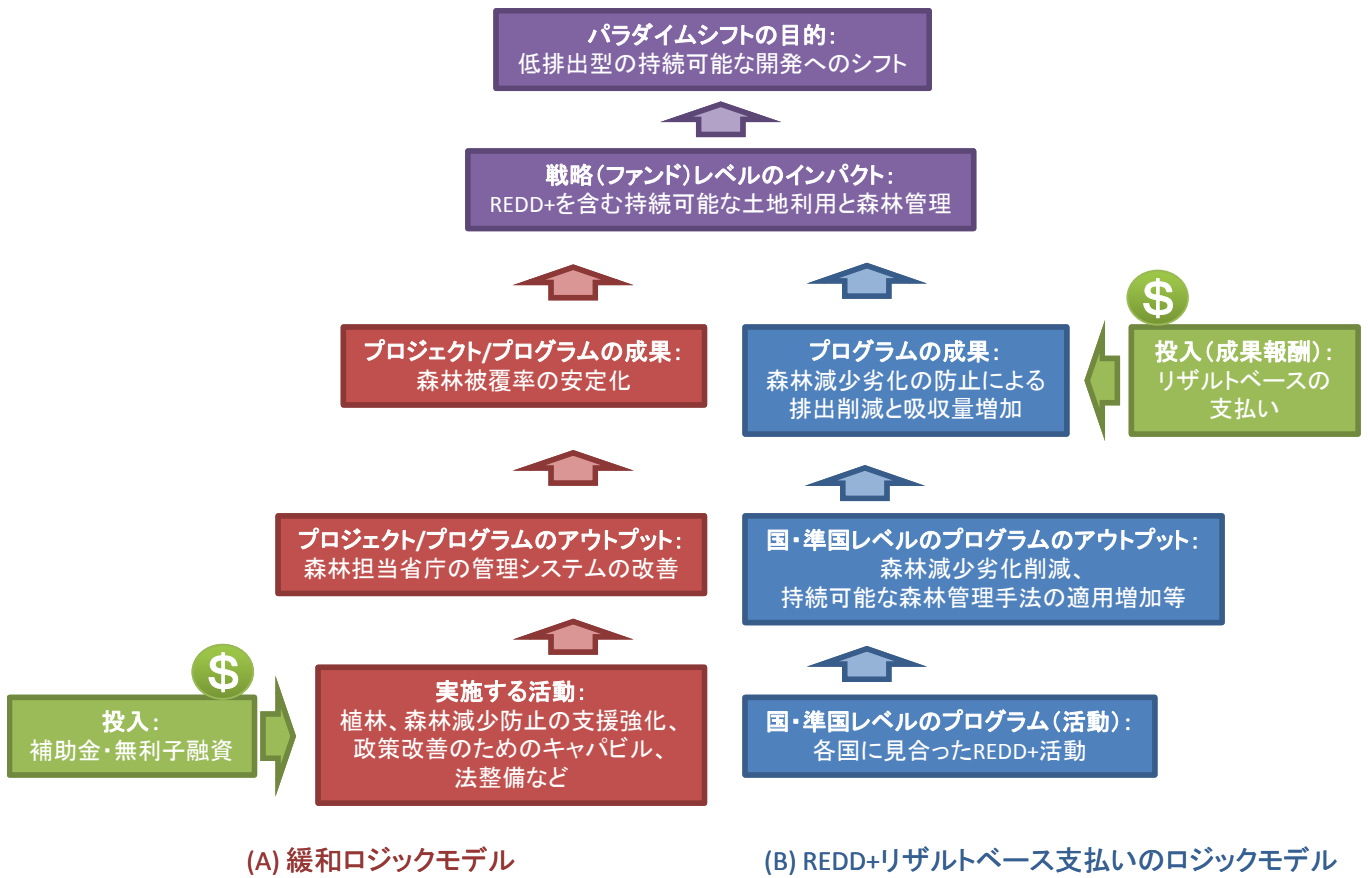 パラダイムシフトの目的:
低排出型の持続可能な開発へのシフト
戦略(ファンド)レベルのインパクト:
REDD+を含む持続可能な土地利用と森林管理
プロジェクト/プログラムの成果:
森林被覆率の安定化
プログラムの成果:
森林減少劣化の防止による
排出削減と吸収量増加
$
投入(成果報酬):
リザルトベースの
支払い
プロジェクト/プログラムのアウトプット:
森林担当省庁の管理システムの改善
国・準国レベルのプログラムのアウトプット:
森林減少劣化削減、
持続可能な森林管理手法の適用増加等
$
投入:
補助金・無利子融資
実施する活動:
植林、森林減少防止の支援強化、
政策改善のためのキャパビル、
法整備など
国・準国レベルのプログラム(活動):
各国に見合ったREDD+活動
(A) 緩和ロジックモデル
(B) REDD+リザルトベース支払いのロジックモデル